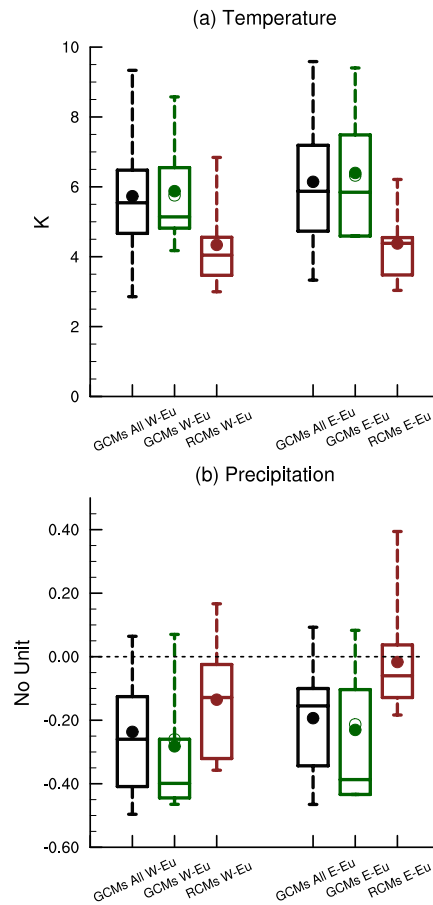 (a) Temperature
10
8
6
4
2
0
K
GCMs All W-Eu
GCMs W-Eu
RCMs W-Eu
GCMs All E-Eu
GCMs E-Eu
RCMs E-Eu
(b) Precipitation
0.40
0.20
0.00
-0.20
-0.40
-0.60
No Unit
GCMs All W-Eu
GCMs W-Eu
RCMs W-Eu
GCMs All E-Eu
GCMs E-Eu
RCMs E-Eu